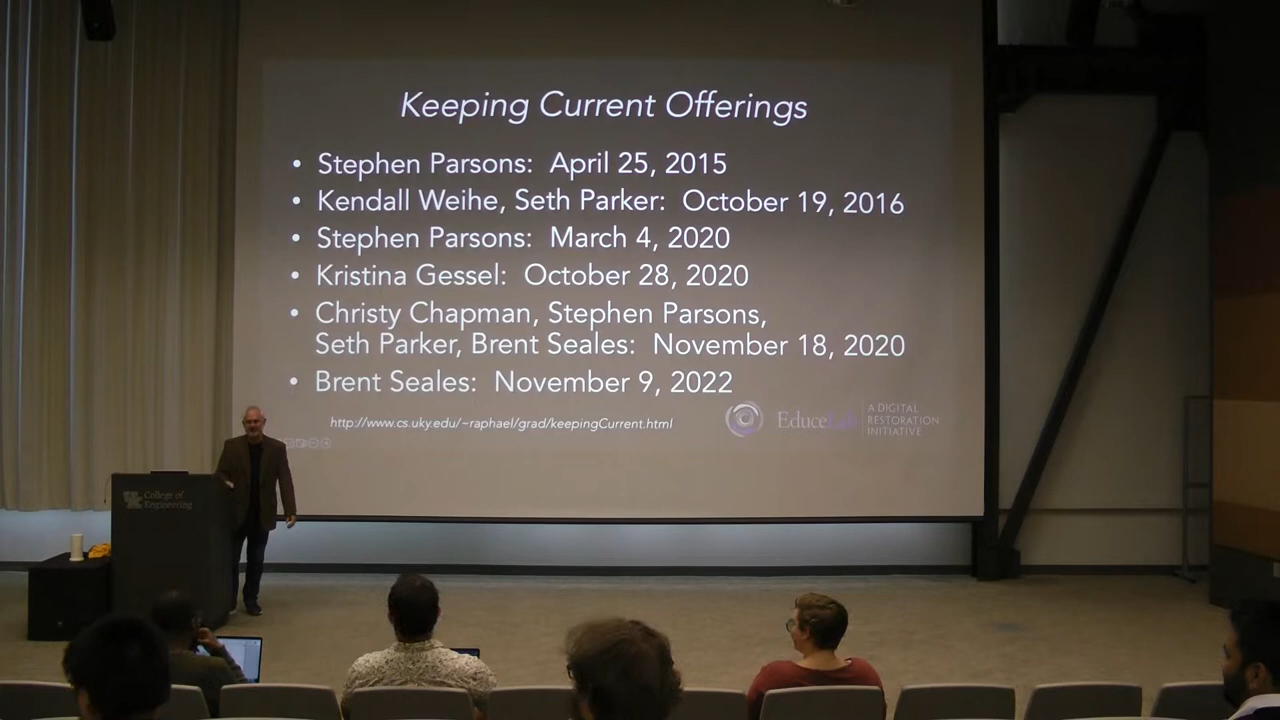 Keeping Current Offerings
• Stephen Parsons: April 25, 2015
• Kendall Weihe, Seth Parker: October 19, 2016
• Stephen Parsons: March 4, 2020
• Kristina Gessel: October 28, 2020
• Christy Chapman, Stephen Parsons,
Seth Parker, Brent Seales: November 18, 2020
• Brent Seales: November 9, 2022
http://www.cs.uky.edu/~raphael/grad/keepingCurrent.html
EduceLab
A DIGITAL
RESTORATION
INITIATIVE
UK College of
Engineering